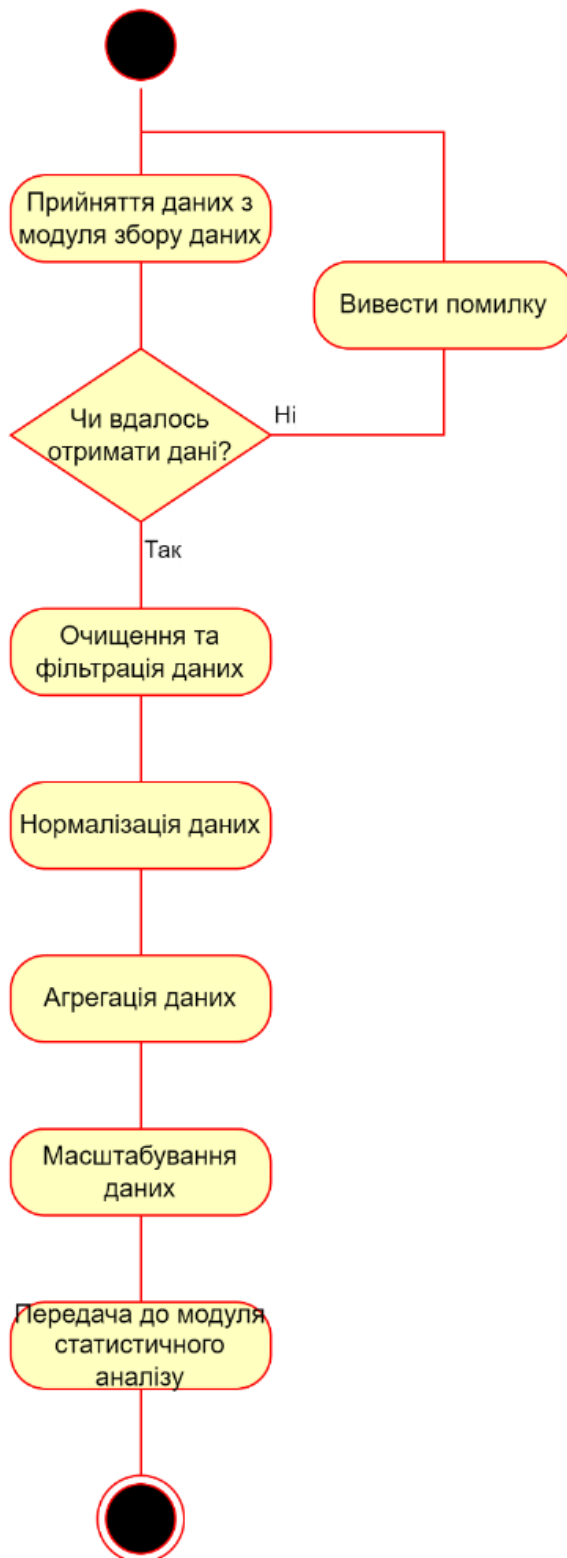 Прийняття даних з
модуля збору даних
Вивести помилку
Чи вдалось
отримати дані?
Ні
Так
Очищення та
фільтрація даних
Нормалізація даних
Агрегація даних
Масштабування
даних
Передача до модуля
статистичного
аналізу